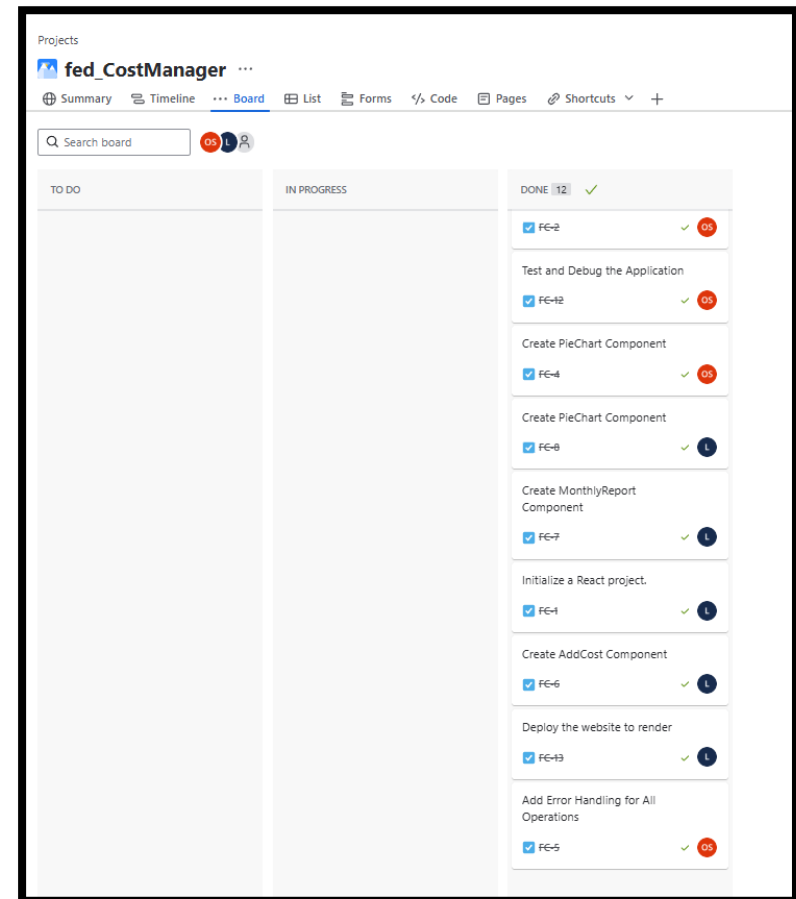 Projects
fed_CostManager ...
Summary Timeline Board List Forms Code Pages Shortcuts
Search board OS L
TO DO
IN PROGRESS
DONE 12
FC-2 OS
Test and Debug the Application
FC-12 OS
Create PieChart Component
FC-4 OS
Create PieChart Component
FC-8 L
Create MonthlyReport
Component
FC-7 L
Initialize a React project.
FC-1 L
Create AddCost Component
FC-6 L
Deploy the website to render
FC-13 L
Add Error Handling for All
Operations
FC-5 OS